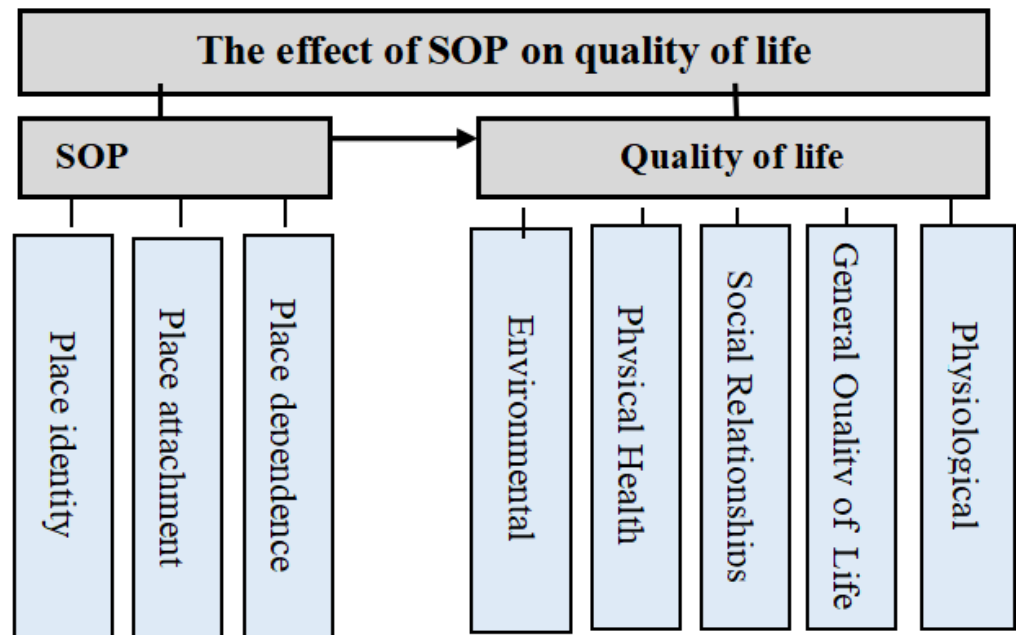 The effect of SOP on quality of life
SOP
Quality of life
Place identity
Place attachment
Place dependence
Environmental
Physical Health
Social Relationships
General Quality of Life
Physiological